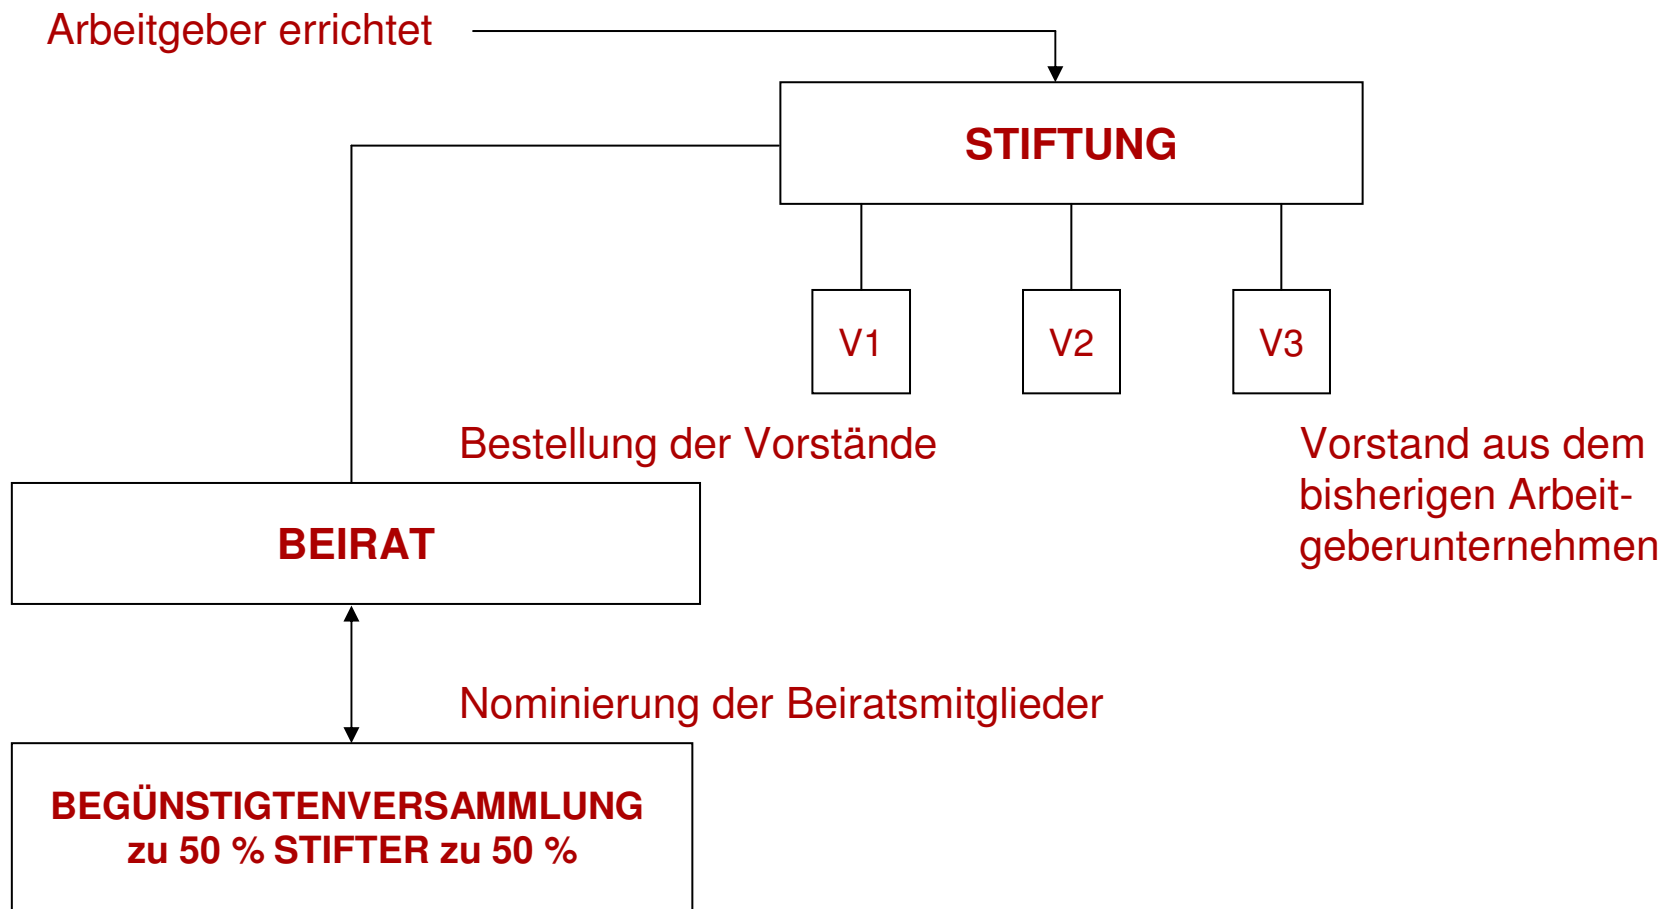 Arbeitgeber errichtet
STIFTUNG
V1
V2
V3
Bestellung der Vorstände
Vorstand aus dem
bisherigen Arbeit-
geberunternehmen
BEIRAT
Nominierung der Beiratsmitglieder
BEGÜNSTIGTENVERSAMMLUNG
zu 50 % STIFTER zu 50 %